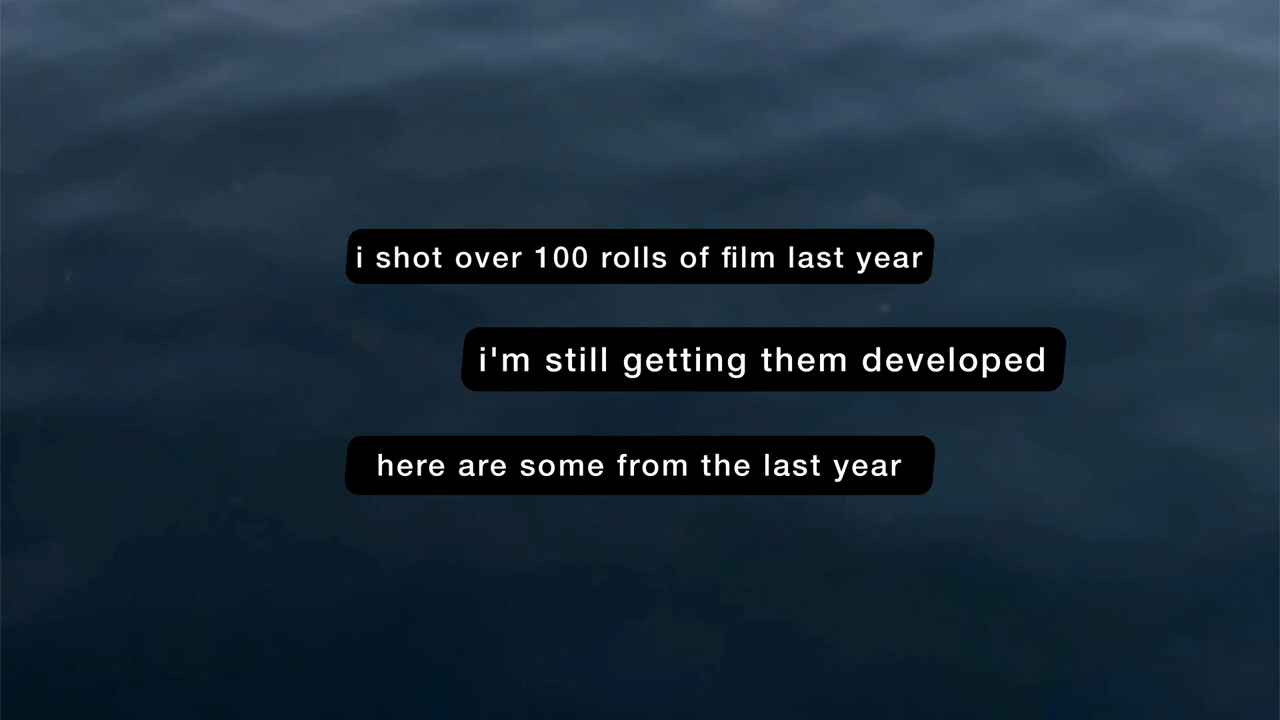 i shot over 100 rolls of film last year
i'm still getting them developed
here are some from the last year